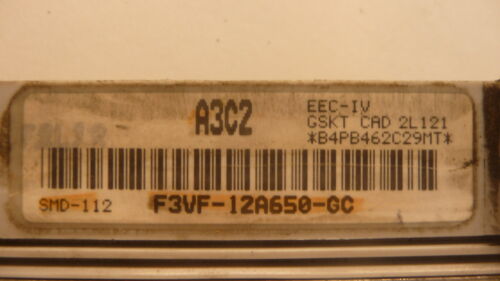 A3C2
EEC-IV
GSKT CAD 2L121
*B4PB462C29MT*
SMD-112
F3VF-12A650-GC